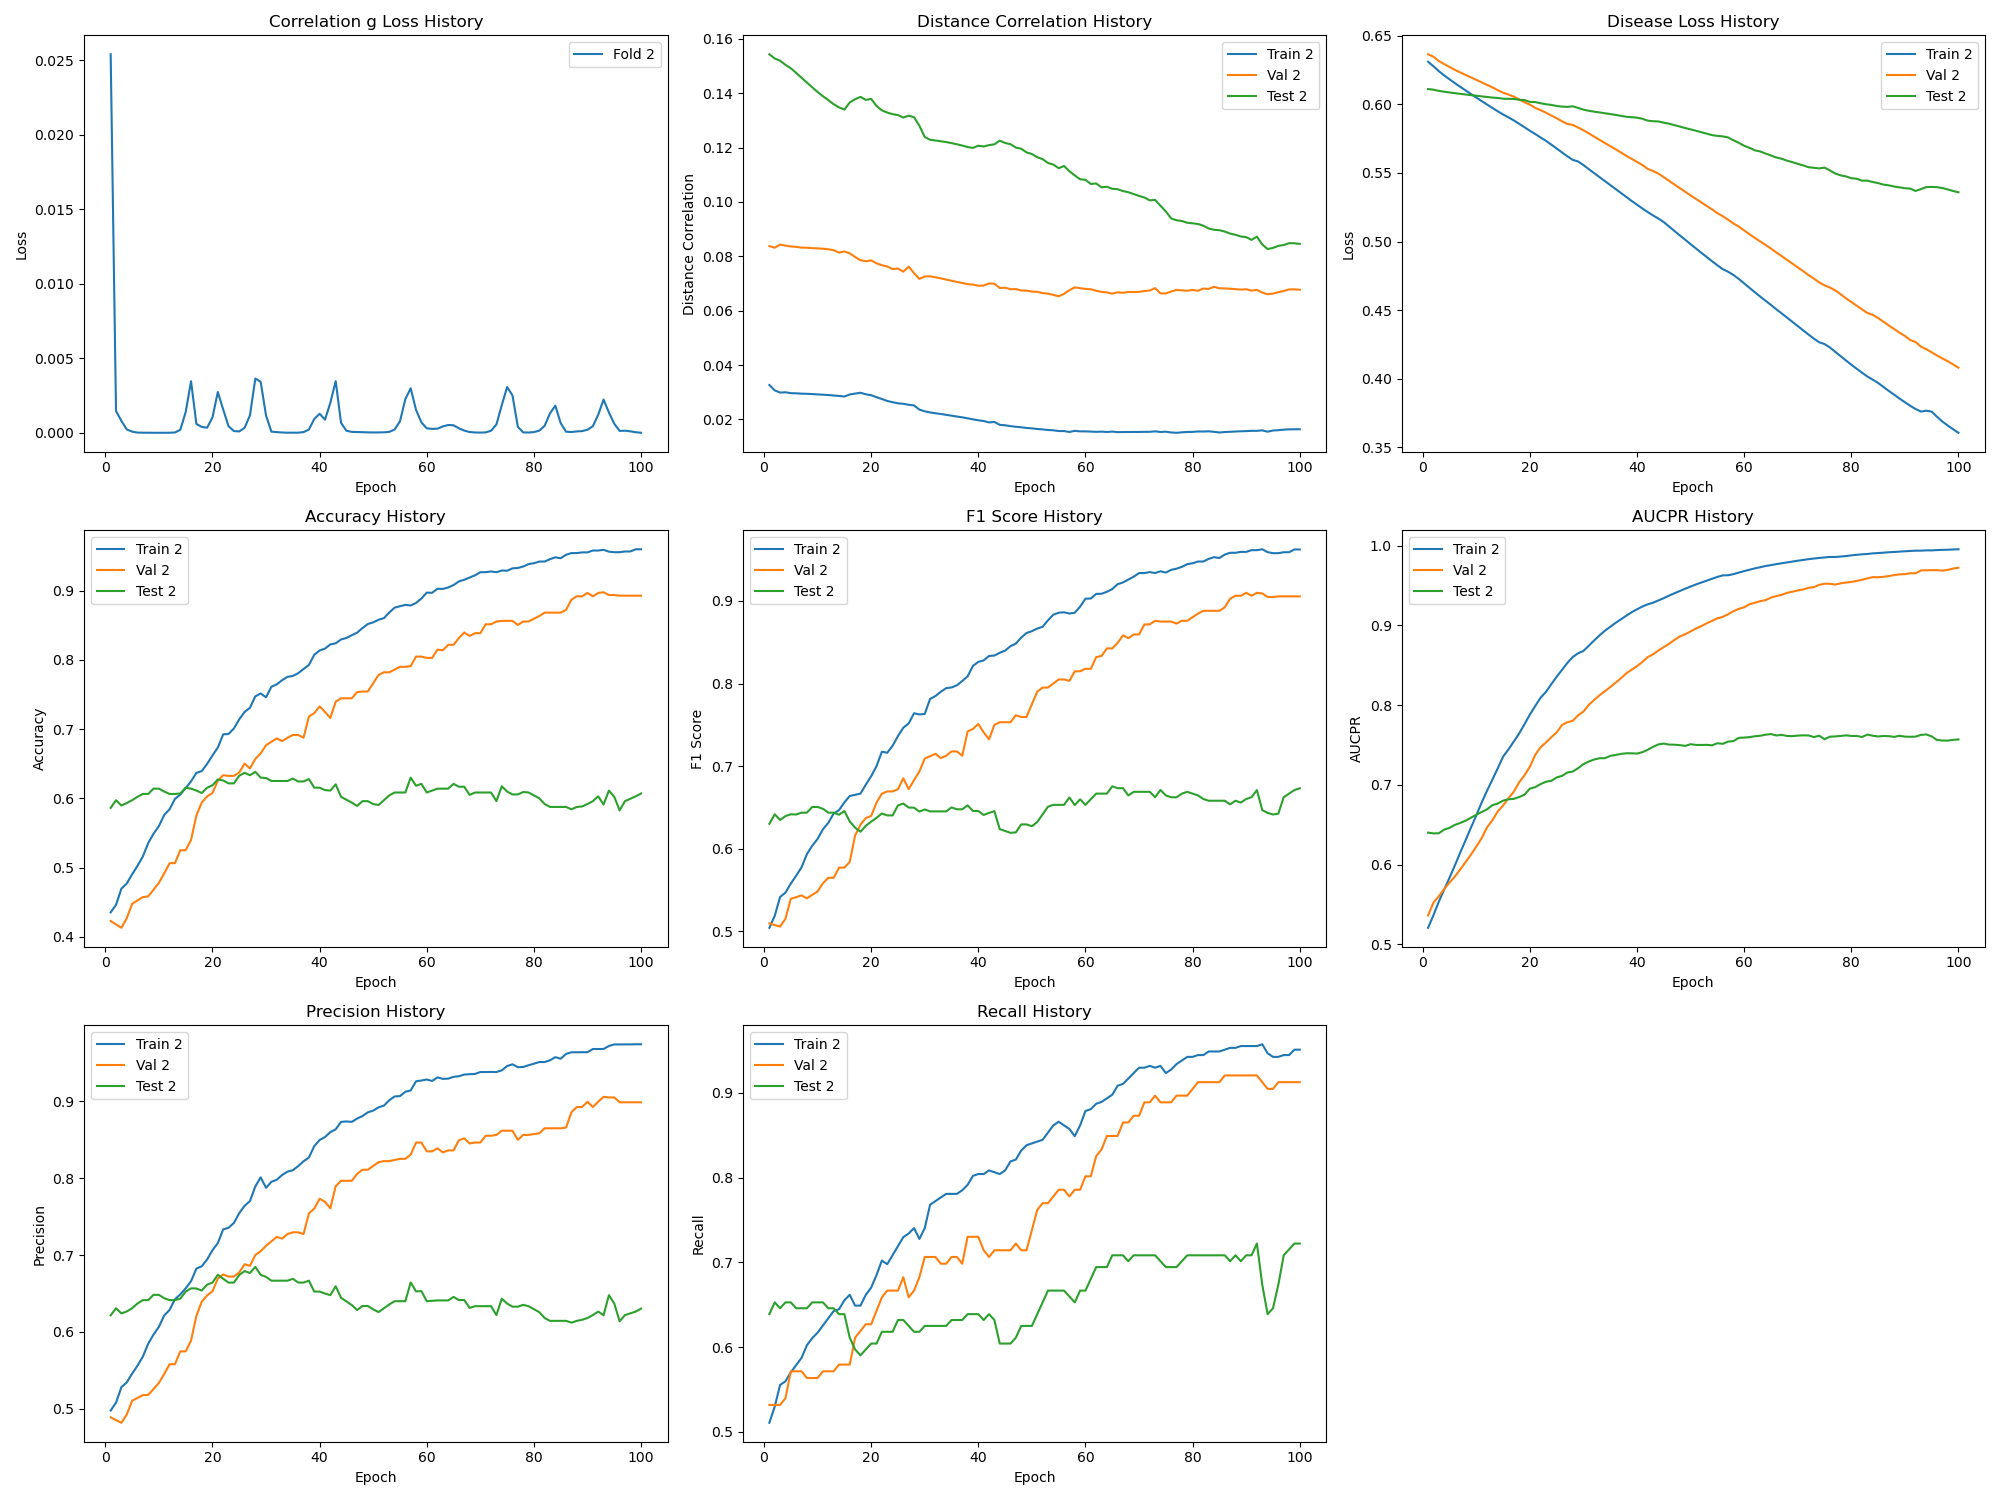 Correlation g Loss History
Loss
0.025
0.020
0.015
0.010
0.005
0.000
0 20 40 60 80 100
Epoch
Fold 2
Distance Correlation History
Distance Correlation
0.16
0.14
0.12
0.10
0.08
0.06
0.04
0.02
0 20 40 60 80 100
Epoch
Train 2
Val 2
Test 2
Disease Loss History
Loss
0.65
0.60
0.55
0.50
0.45
0.40
0.35
0 20 40 60 80 100
Epoch
Train 2
Val 2
Test 2
Accuracy History
Accuracy
0.9
0.8
0.7
0.6
0.5
0.4
0 20 40 60 80 100
Epoch
Train 2
Val 2
Test 2
F1 Score History
F1 Score
0.9
0.8
0.7
0.6
0.5
0 20 40 60 80 100
Epoch
Train 2
Val 2
Test 2
AUCPR History
AUCPR
1.0
0.9
0.8
0.7
0.6
0.5
0 20 40 60 80 100
Epoch
Train 2
Val 2
Test 2
Precision History
Precision
0.9
0.8
0.7
0.6
0.5
0 20 40 60 80 100
Epoch
Train 2
Val 2
Test 2
Recall History
Recall
0.9
0.8
0.7
0.6
0.5
0 20 40 60 80 100
Epoch
Train 2
Val 2
Test 2